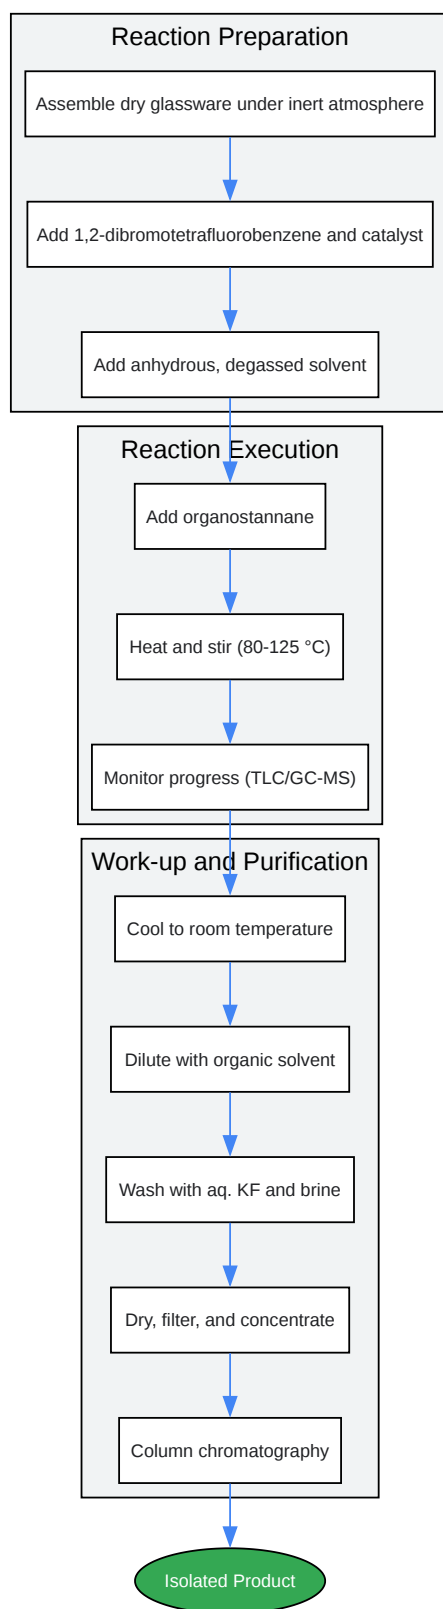 Reaction Preparation
Assemble dry glassware under inert atmosphere
Add 1,2-dibromotetrafluorobenzene and catalyst
Add anhydrous, degassed solvent
Reaction Execution
Add organostannane
Heat and stir (80-125 °C)
Monitor progress (TLC/GC-MS)
Work-up and Purification
Cool to room temperature
Dilute with organic solvent
Wash with aq. KF and brine
Dry, filter, and concentrate
Column chromatography
Isolated Product